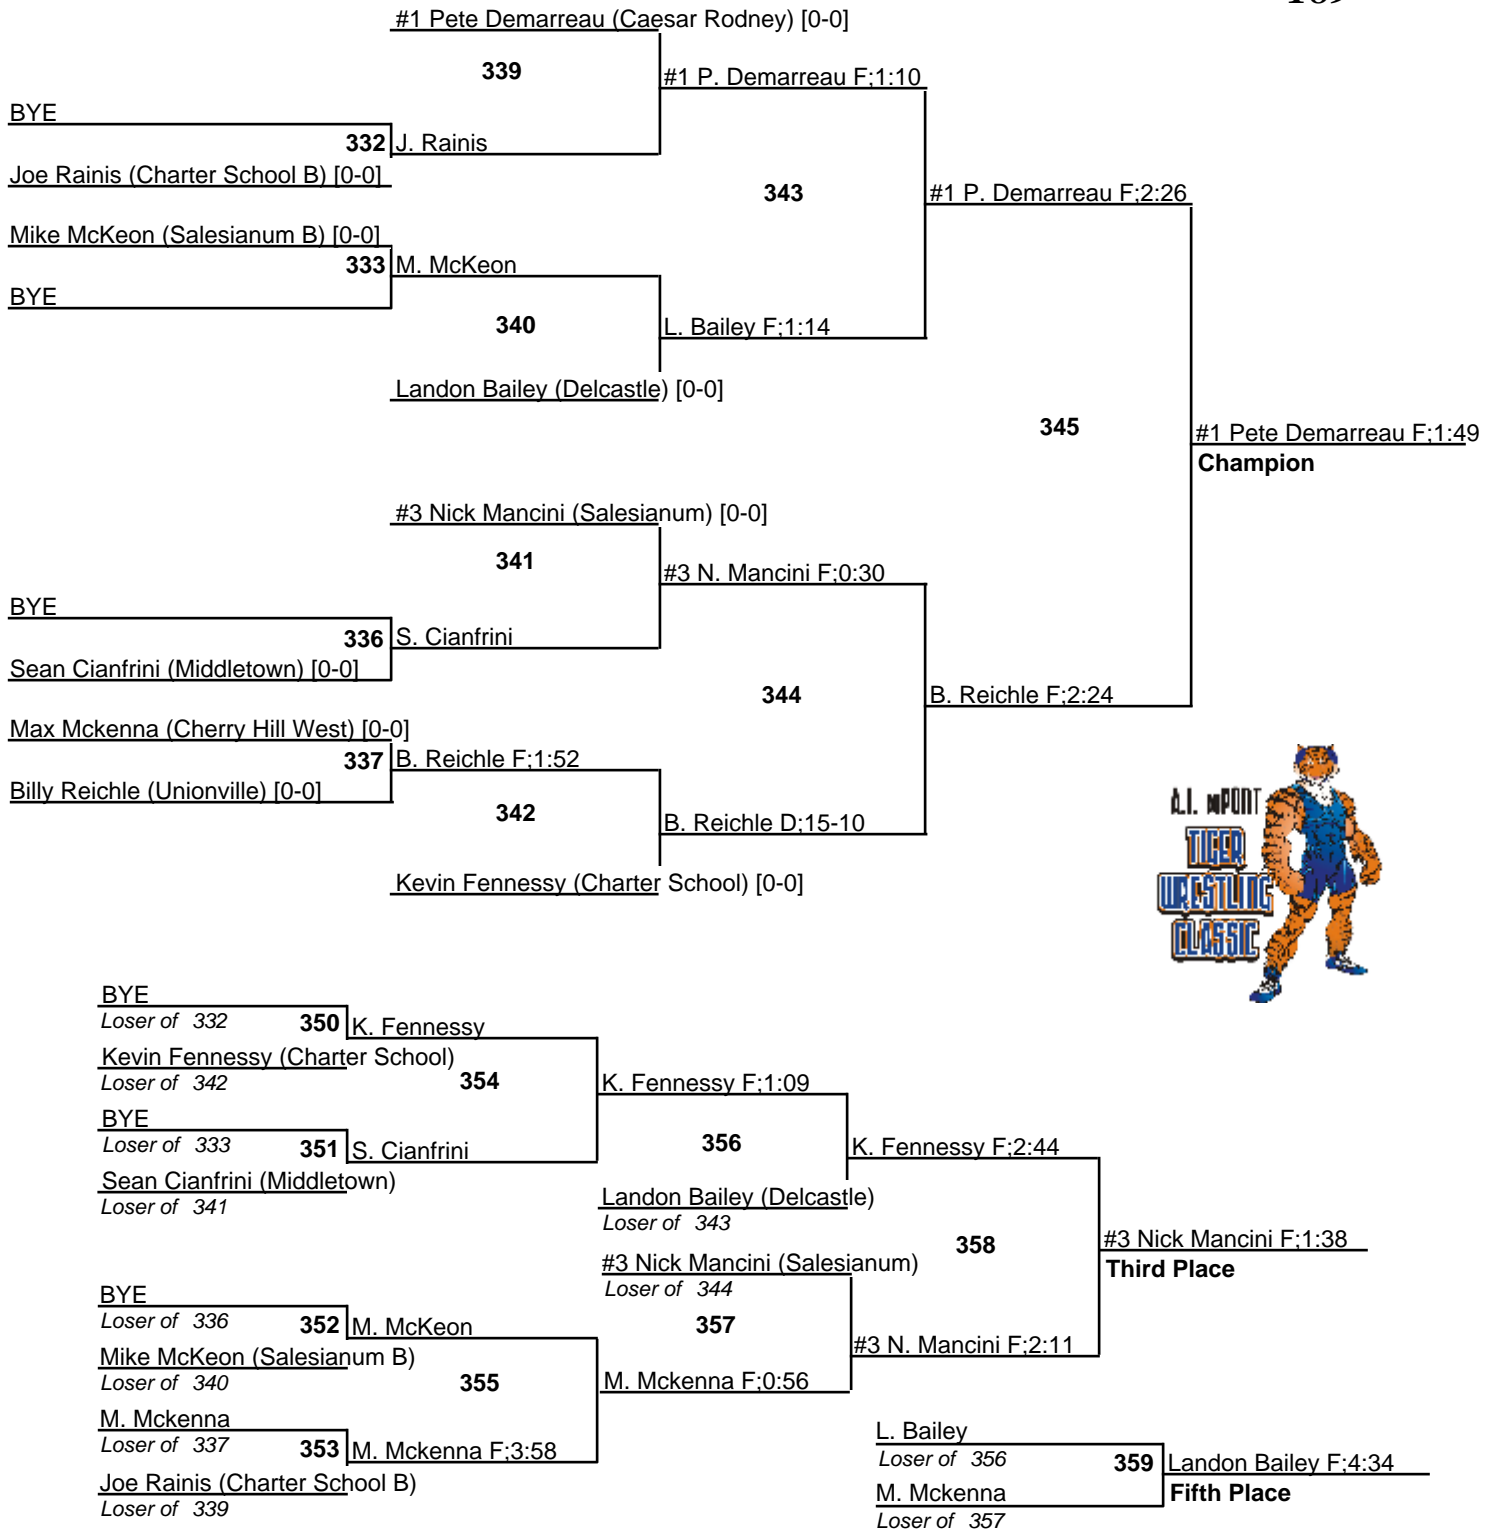 #1 Pete Demarreau (Caesar Rodney) [0-0]
339
#1 P. Demarreau F;1:10
BYE
332 J. Rainis
Joe Rainis (Charter School B) [0-0]
343
#1 P. Demarreau F;2:26
Mike McKeon (Salesianum B) [0-0]
333 M. McKeon
BYE
340
L. Bailey F;1:14
Landon Bailey (Delcastle) [0-0]
345
#1 Pete Demarreau F;1:49
Champion
#3 Nick Mancini (Salesianum) [0-0]
341
#3 N. Mancini F;0:30
BYE
336 S. Cianfrini
Sean Cianfrini (Middletown) [0-0]
344
B. Reichle F;2:24
Max Mckenna (Cherry Hill West) [0-0]
337 B. Reichle F;1:52
Billy Reichle (Unionville) [0-0]
342
B. Reichle D;15-10
Kevin Fennessy (Charter School) [0-0]
A.I. DUPONT
TIGER
WRESTLING
CLASSIC
BYE
Loser of 332
350 K. Fennessy
Kevin Fennessy (Charter School)
Loser of 342
354
K. Fennessy F;1:09
BYE
Loser of 333
351 S. Cianfrini
Sean Cianfrini (Middletown)
Loser of 341
356
K. Fennessy F;2:44
Landon Bailey (Delcastle)
Loser of 343
358
#3 Nick Mancini F;1:38
Third Place
#3 Nick Mancini (Salesianum)
Loser of 344
BYE
Loser of 336
352 M. McKeon
357
#3 N. Mancini F;2:11
Mike McKeon (Salesianum B)
Loser of 340
355
M. Mckenna F;0:56
M. Mckenna
Loser of 337
353 M. Mckenna F;3:58
Joe Rainis (Charter School B)
Loser of 339
L. Bailey
Loser of 356
359 Landon Bailey F;4:34
Fifth Place
M. Mckenna
Loser of 357